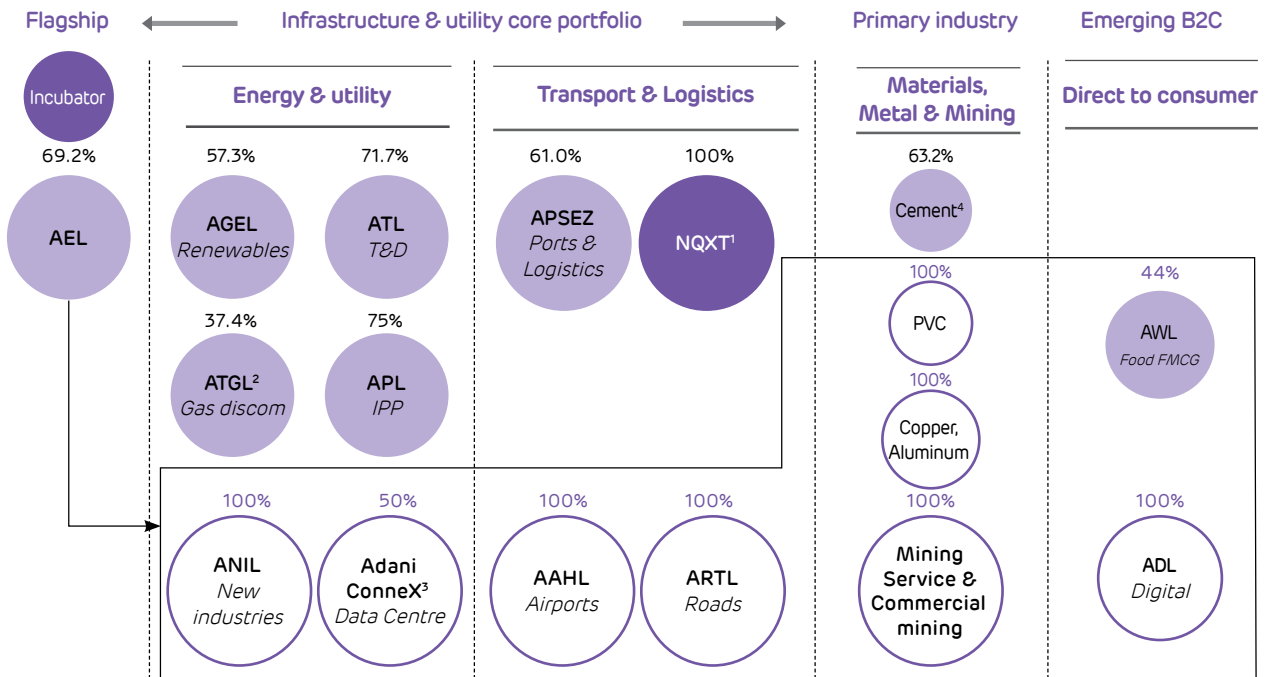 Flagship
Infrastructure & utility core portfolio
Primary industry
Emerging B2C
Incubator
Energy & utility
Transport & Logistics
Materials,
Metal & Mining
Direct to consumer
69.2%
AEL
57.3%
AGEL
Renewables
71.7%
ATL
T&D
61.0%
APSEZ
Ports &
Logistics
100%
NQXT¹
63.2%
Cement⁴
37.4%
ATGL²
Gas discom
75%
APL
IPP
100%
PVC
100%
Copper,
Aluminum
44%
AWL
Food FMCG
100%
ANIL
New
industries
50%
Adani
ConneX³
Data Centre
100%
AAHL
Airports
100%
ARTL
Roads
100%
Mining
Service &
Commercial
mining
100%
ADL
Digital